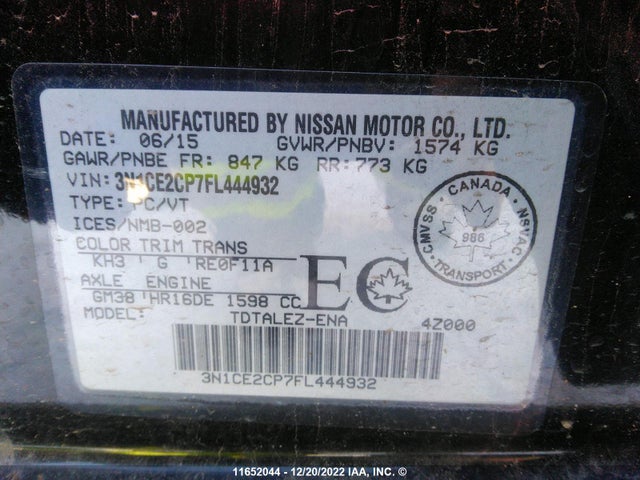 MANUFACTURED BY NISSAN MOTOR CO., LTD.
DATE: 06/15 GVWR/PNBV: 1574 KG
GAWR/PNBE FR: 847 KG RR: 773 KG
VIN: 3N1CE2CP7FL444932
TYPE: PC/VT
ICES/NMB-002
COLOR TRIM TRANS
KH3 ' G ' RE0F11A
AXLE ENGINE
GM38 ' HR16DE 1598 CC
MODEL: TDTALEZ-ENA 4Z000
EC
CANADA
CMVSS 966 NSVAC
TRANSPORT
3N1CE2CP7FL444932
11652044 - 12/20/2022 IAA, INC. ©